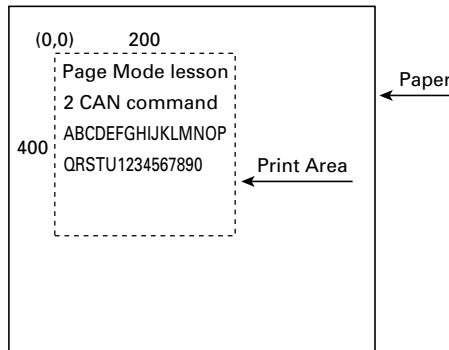 (0,0) 200
Page Mode lesson
Paper
2 CAN command
ABCDEFGHIJKLMNOP
400
QRSTU1234567890
Print Area